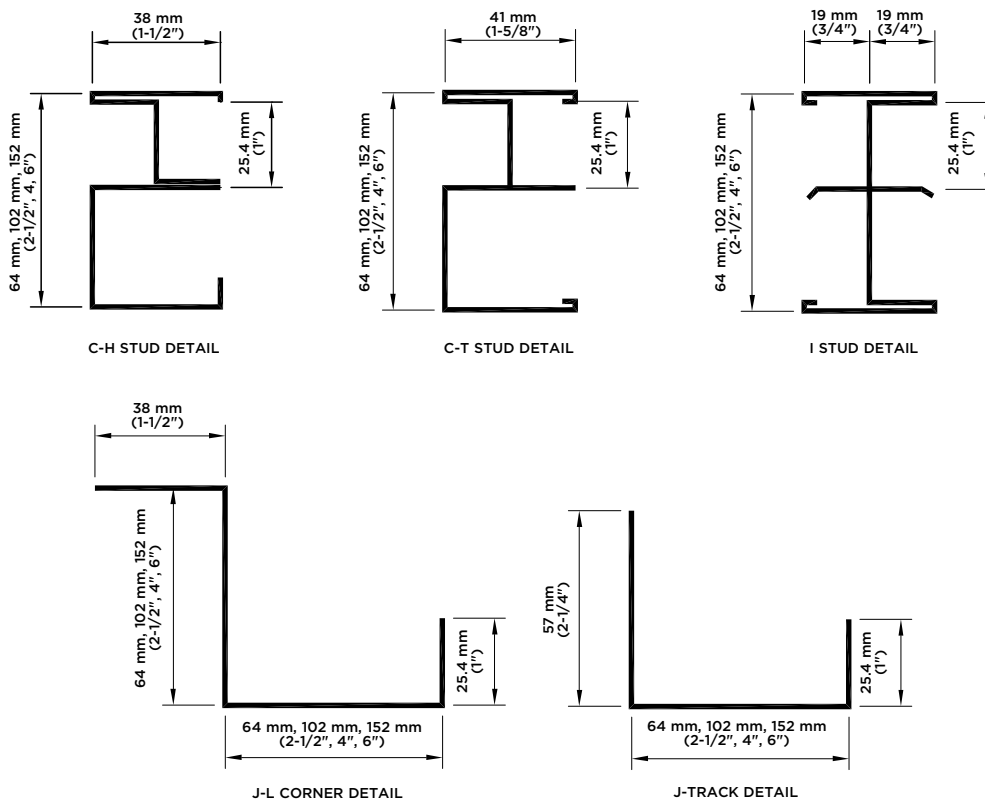 38 mm
(1-1/2")
64 mm, 102 mm, 152 mm
(2-1/2", 4, 6")
25.4 mm
(1")
C-H STUD DETAIL
41 mm
(1-5/8")
64 mm, 102 mm, 152 mm
(2-1/2", 4", 6")
25.4 mm
(1")
C-T STUD DETAIL
19 mm
(3/4")
19 mm
(3/4")
64 mm, 102 mm, 152 mm
(2-1/2", 4", 6")
25.4 mm
(1")
I STUD DETAIL
38 mm
(1-1/2")
64 mm, 102 mm, 152 mm
(2-1/2", 4", 6")
25.4 mm
(1")
64 mm, 102 mm, 152 mm
(2-1/2", 4", 6")
J-L CORNER DETAIL
57 mm
(2-1/4")
25.4 mm
(1")
64 mm, 102 mm, 152 mm
(2-1/2", 4", 6")
J-TRACK DETAIL